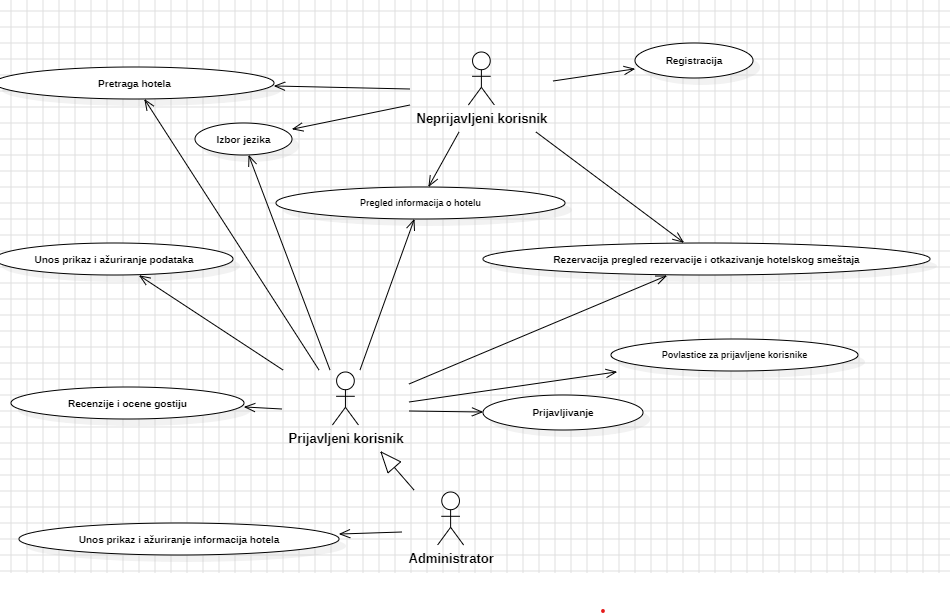 Registracija
Pretraga hotela
Neprijavljeni korisnik
Izbor jezika
Pregled informacija o hotelu
Unos prikaz i ažuriranje podataka
Rezervacija pregled rezervacije i otkazivanje hotelskog smeštaja
Povlastice za prijavljene korisnike
Recenzije i ocene gostiju
Prijavljivanje
Prijavljeni korisnik
Unos prikaz i ažuriranje informacija hotela
Administrator